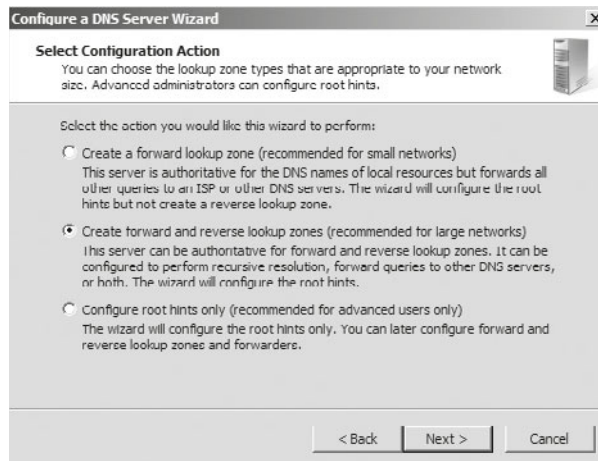 Configure a DNS Server Wizard
Select Configuration Action
You can choose the lookup zone types that are appropriate to your network
size. Advanced administrators can configure root hints.
Select the action you would like this wizard to perform:
Create a forward lookup zone (recommended for small networks)
This server is authoritative for the DNS names of local resources but forwards all
other queries to an ISP or other DNS servers. The wizard will configure the root
hints but not create a reverse lookup zone.
Create forward and reverse lookup zones (recommended for large networks)
This server can be authoritative for forward and reverse lookup zones. It can be
configured to perform recursive resolution, forward queries to other DNS servers,
or both. The wizard will configure the root hints.
Configure root hints only (recommended for advanced users only)
The wizard will configure the root hints only. You can later configure forward and
reverse lookup zones and forwarders.
< Back Next > Cancel